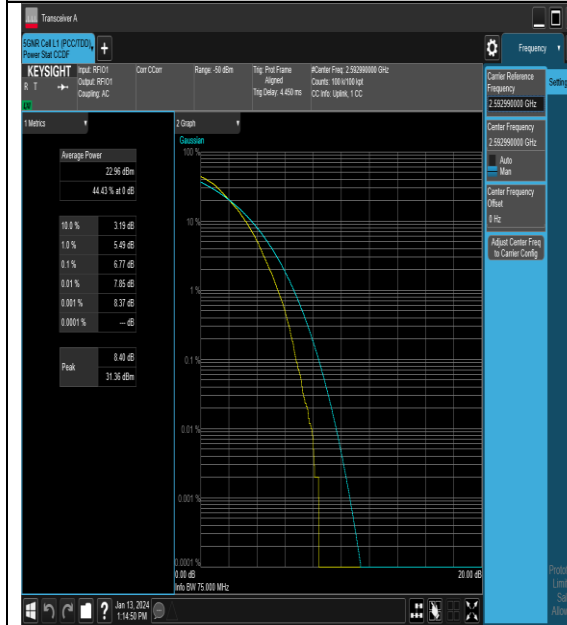 Transceiver A
5GNR Cell L1 (PCC/TDD),
Power Stat CCDF
KEYSIGHT
R T
LV
Input: RFIO1
Output: RFIO1
Coupling: AC
Corr CCorr
Range: -50 dBm
Trig: Prot Frame
Aligned
Trig Delay: 4.450 ms
#Center Freq: 2.592990000 GHz
Counts: 100 k/100 kpt
CC Info: Uplink, 1 CC
1 Metrics
Average Power
22.96 dBm
44.43 % at 0 dB
10.0 % 3.19 dB
1.0 % 5.49 dB
0.1 % 6.77 dB
0.01 % 7.85 dB
0.001 % 8.37 dB
0.0001 % --- dB
Peak
8.40 dB
31.36 dBm
2 Graph
Gaussian
100 %
10 %
1 %
0.1 %
0.01 %
0.001 %
0.0001 %
0.00 dB
20.00 dB
Info BW 75.000 MHz
Frequency
Carrier Reference
Frequency
2.592990000 GHz
Center Frequency
2.592990000 GHz
Auto
Man
Center Frequency
Offset
0 Hz
Adjust Center Freq
to Carrier Config
Jan 13, 2024
1:14:50 PM